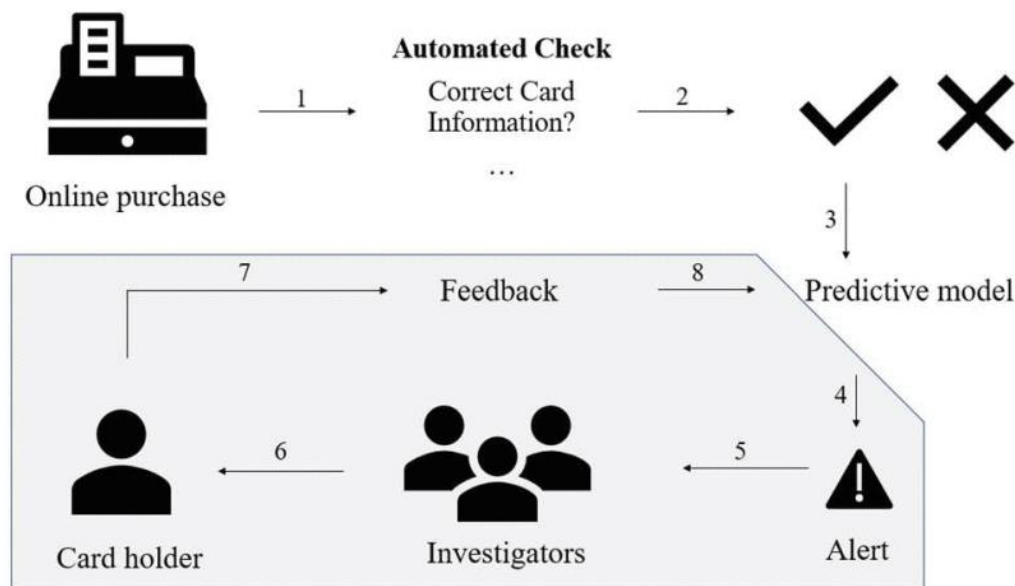 Automated Check
1
Correct Card
Information?
2
...
Online purchase
3
7
Feedback
8
Predictive model
4
6
5
Card holder
Investigators
Alert